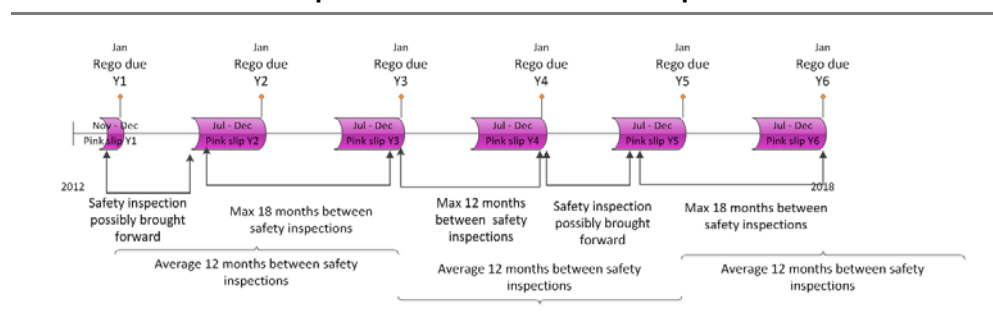 Jan
Rego due
Y1
Jan
Rego due
Y2
Jan
Rego due
Y3
Jan
Rego due
Y4
Jan
Rego due
Y5
Jan
Rego due
Y6
Nov - Dec
Pink slip Y1
Jul - Dec
Pink slip Y2
Jul - Dec
Pink slip Y3
Jul - Dec
Pink slip Y4
Jul - Dec
Pink slip Y5
Jul - Dec
Pink slip Y6
2012
2018
Safety inspection
possibly brought
forward
Max 18 months between
safety inspections
Max 12 months
between safety
inspections
Safety inspection
possibly brought
forward
Max 18 months between
safety inspections
Average 12 months between safety
inspections
Average 12 months between safety
inspections
Average 12 months between safety
inspections